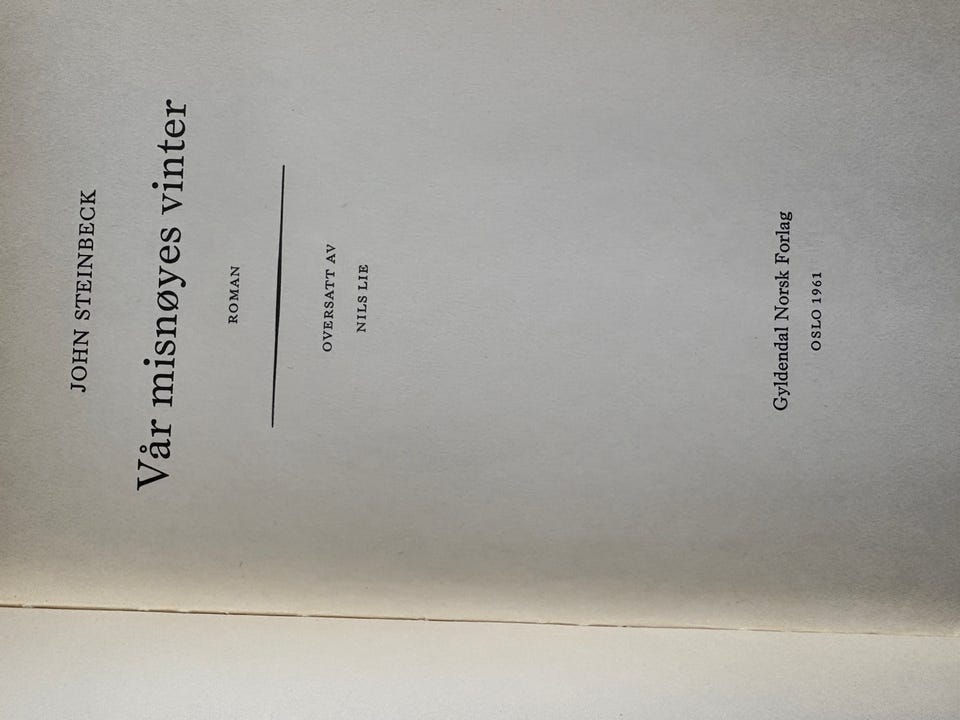 JOHN STEINBECK
Vår misnøyes vinter
ROMAN
OVERSATT AV
NILS LIE
Gyldendal Norsk Forlag
OSLO 1961